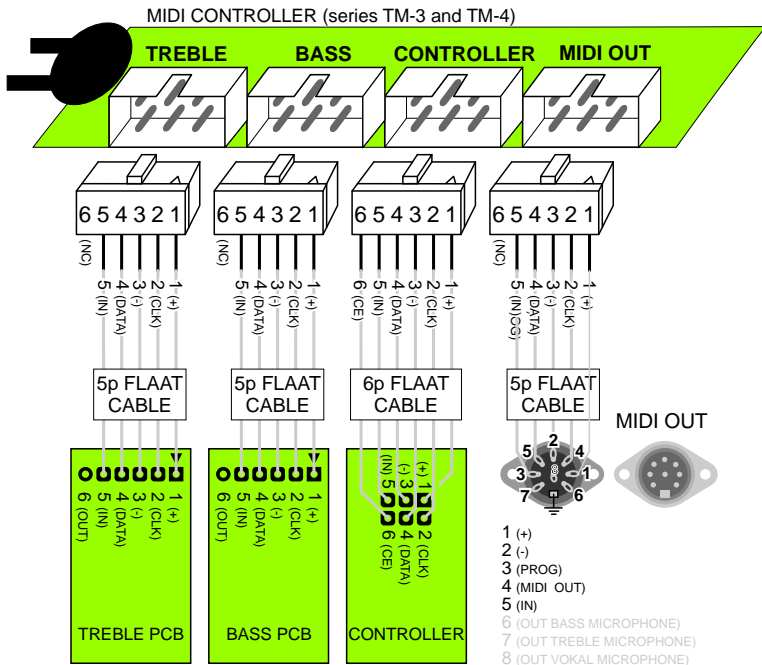 MIDI CONTROLLER (series TM-3 and TM-4)
TREBLE BASS CONTROLLER MIDI OUT
6 5 4 3 2 1
6 5 4 3 2 1
6 5 4 3 2 1
6 5 4 3 2 1
(NC)
5 (IN)
4 (DATA)
3 (-)
2 (CLK)
1 (+)
(NC)
5 (IN)
4 (DATA)
3 (-)
2 (CLK)
1 (+)
6 (CE)
5 (IN)
4 (DATA)
3 (-)
2 (CLK)
1 (+)
(NC)
4 (DATA)
3 (-)
2 (CLK)
1 (+)
5p FLAAT
CABLE
5p FLAAT
CABLE
6p FLAAT
CABLE
5p FLAAT
CABLE
MIDI OUT
6 (OUT)
5 (IN)
4 (DATA)
3 (-)
2 (CLK)
1 (+)
TREBLE PCB
6 (OUT)
5 (IN)
4 (DATA)
3 (-)
2 (CLK)
1 (+)
BASS PCB
5 (IN)
3 (-)
1 (+)
6 (CE)
4 (DATA)
2 (CLK)
CONTROLLER
2
5 4
3 8 1
7 6
1 (+)
2 (-)
3 (PROG)
4 (MIDI OUT)
5 (IN)
6 (OUT BASS MICROPHONE)
7 (OUT TREBLE MICROPHONE)
8 (OUT VOKAL MICROPHONE)